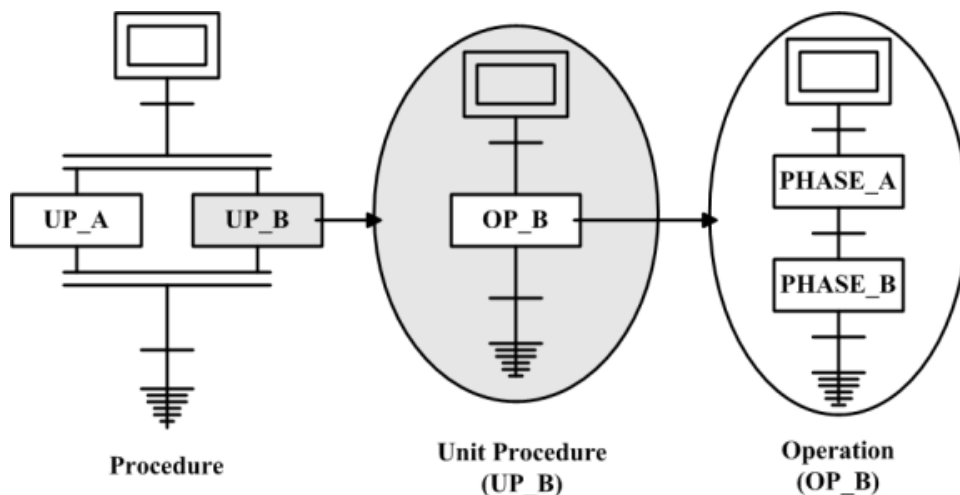 UP_A
UP_B
OP_B
PHASE_A
PHASE_B
Procedure
Unit Procedure
(UP_B)
Operation
(OP_B)